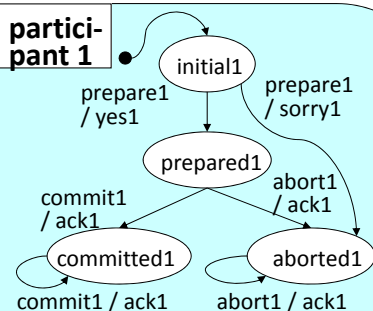 partici-
pant 1
initial1
prepare1
/ yes1
prepare1
/ sorry1
prepared1
commit1
/ ack1
abort1
/ ack1
committed1
aborted1
commit1 / ack1
abort1 / ack1